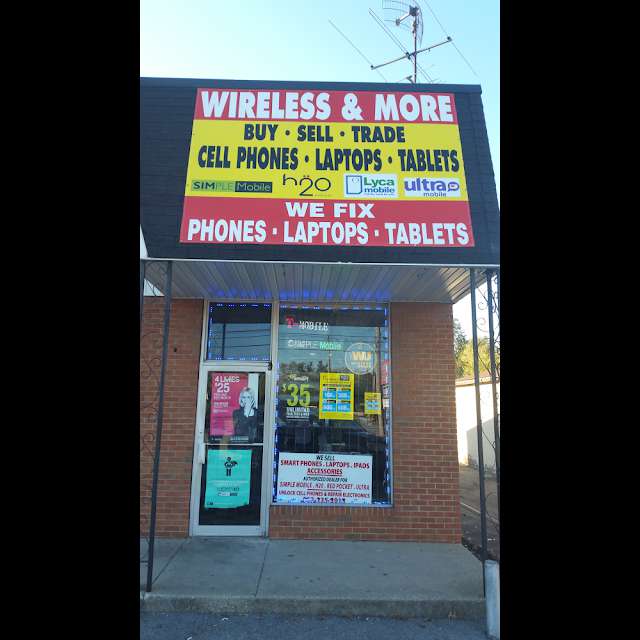 WIRELESS & MORE
BUY · SELL · TRADE
CELL PHONES · LAPTOPS · TABLETS
SIMPLE Mobile h2O Lyca mobile ultra mobile
WE FIX
PHONES · LAPTOPS · TABLETS
T Mobile
SIMPLE Mobile
WU
4 LINES
$25
$35
UNLIMITED
WE SELL
SMART PHONES . LAPTOPS . IPADS
ACCESSORIES
AUTHORIZED DEALER FOR
SIMPLE MOBILE . H2O . RED POCKET . ULTRA
UNLOCK CELL PHONES & REPAIR ELECTRONICS